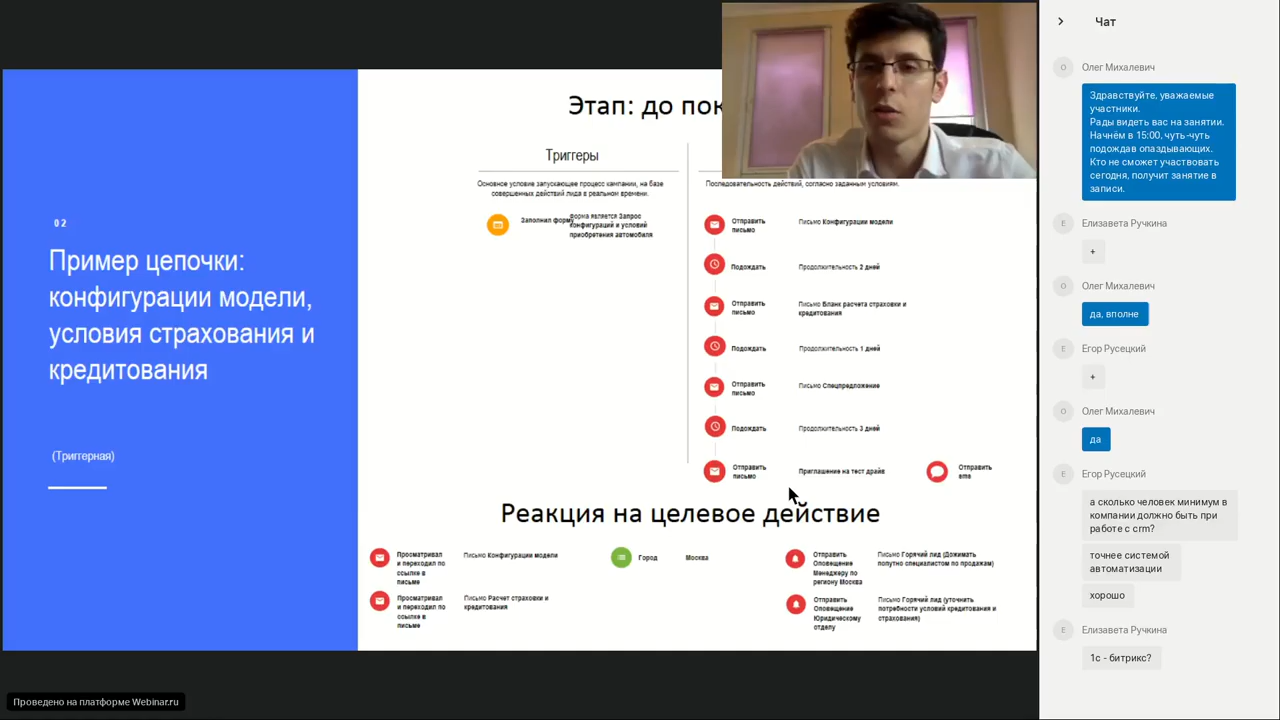 Этап: до пок
Триггеры
Основное условие запускающее процесс кампании, на базе
совершенных действий лида в реальном времени.
Последовательность действий, согласно заданным условиям.
02
Пример цепочки:
конфигурации модели,
условия страхования и
кредитования
(Триггерная)
Заполнил форму
Форма является Запрос
конфигураций и условий
приобретения автомобиля
Отправить
письмо
Письмо Конфигурации модели
Подождать
Продолжительность 2 дней
Отправить
письмо
Письмо Бланк расчета страховки и
кредитования
Подождать
Продолжительность 1 дней
Отправить
письмо
Письмо Спецпредложение
Подождать
Продолжительность 3 дней
Отправить
письмо
Приглашение на тест драйв
Отправить
sms
Реакция на целевое действие
Просматривал
и переходил по
ссылке в
письме
Письмо Конфигурации модели
Город
Москва
Отправить
Оповещение
Менеджеру по
региону Москва
Письмо Горячий лид (Дожимать
попутно специалистом по продажам)
Просматривал
и переходил по
ссылке в
письме
Письмо Расчет страховки и
кредитования
Отправить
Оповещение
Юридическому
отделу
Письмо Горячий лид (уточнить
потребности условий кредитования и
страхования)
Проведено на платформе Webinar.ru
Чат
О
Олег Михалевич
Здравствуйте, уважаемые
участники.
Рады видеть вас на занятии.
Начнём в 15:00, чуть-чуть
подождав опаздывающих.
Кто не сможет участвовать
сегодня, получит занятие в
записи.
Е
Елизавета Ручкина
+
О
Олег Михалевич
да, вполне
Е
Егор Русецкий
+
О
Олег Михалевич
да
Е
Егор Русецкий
а сколько человек минимум в
компании должно быть при
работе с crm?
точнее системой
автоматизации
хорошо
Е
Елизавета Ручкина
1с - битрикс?